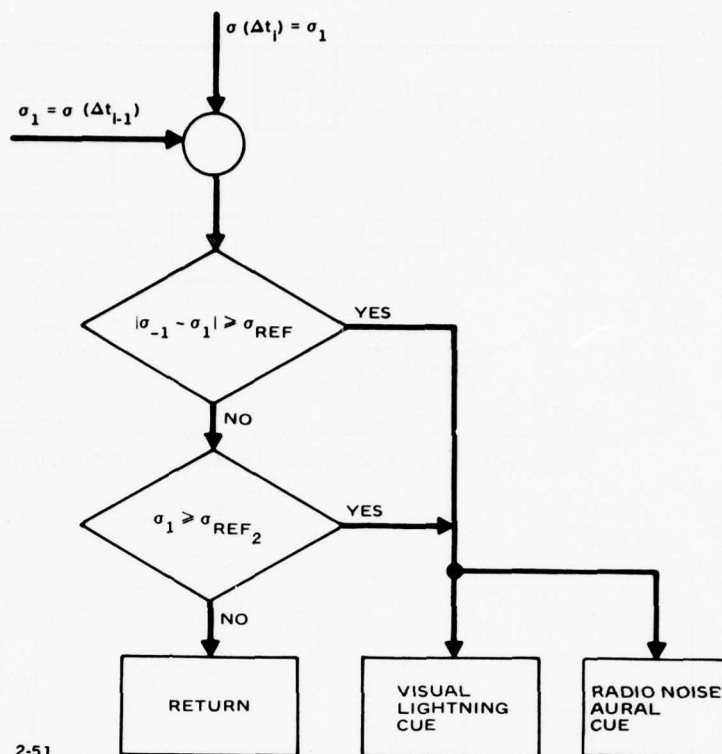 σ (Δt_i) = σ_1
σ_1 = σ (Δt_{i-1})
|σ_{-1} - σ_1| ⩾ σ_REF
YES
NO
σ_1 ⩾ σ_REF_2
YES
NO
RETURN
VISUAL
LIGHTNING
CUE
RADIO NOISE
AURAL
CUE
2-51